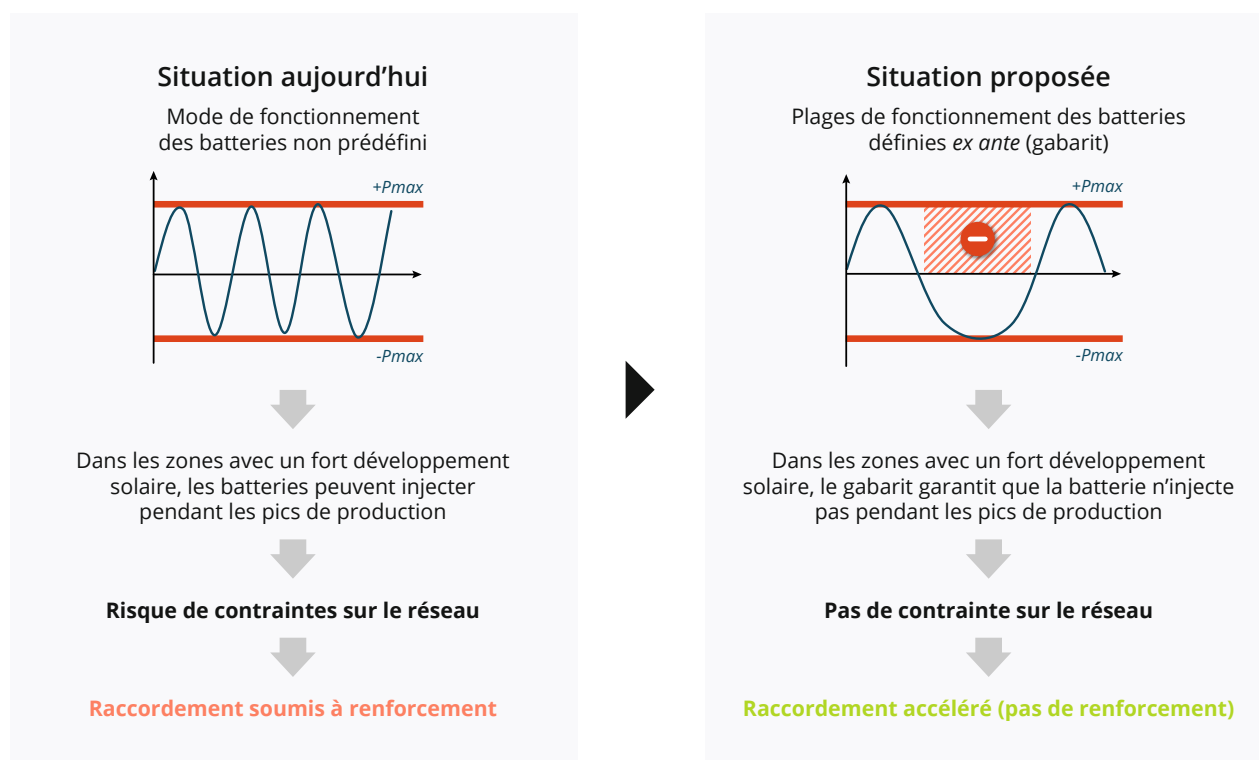 Situation aujourd’hui
Mode de fonctionnement
des batteries non prédéfini
+Pmax
-Pmax
Dans les zones avec un fort développement
solaire, les batteries peuvent injecter
pendant les pics de production
Risque de contraintes sur le réseau
Raccordement soumis à renforcement
Situation proposée
Plages de fonctionnement des batteries
définies ex ante (gabarit)
+Pmax
-Pmax
Dans les zones avec un fort développement
solaire, le gabarit garantit que la batterie n’injecte
pas pendant les pics de production
Pas de contrainte sur le réseau
Raccordement accéléré (pas de renforcement)